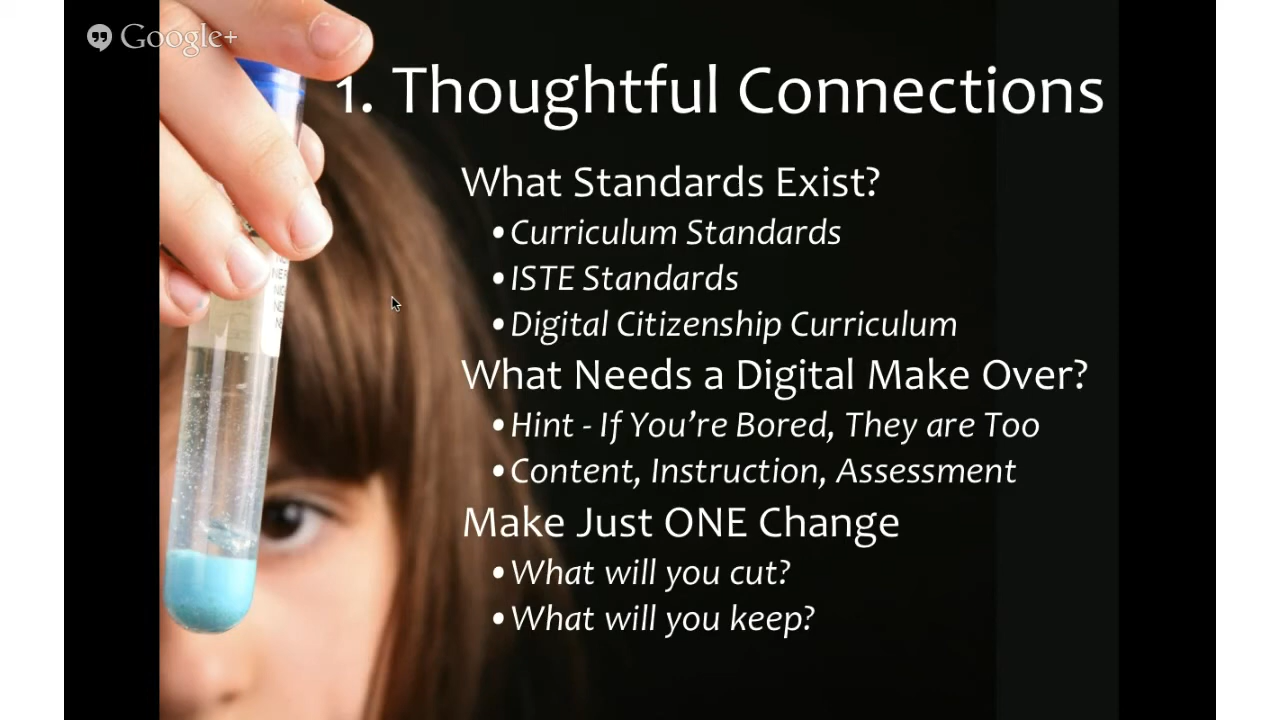 Google+
1. Thoughtful Connections
What Standards Exist?
•Curriculum Standards
•ISTE Standards
•Digital Citizenship Curriculum
What Needs a Digital Make Over?
•Hint - If You’re Bored, They are Too
•Content, Instruction, Assessment
Make Just ONE Change
•What will you cut?
•What will you keep?